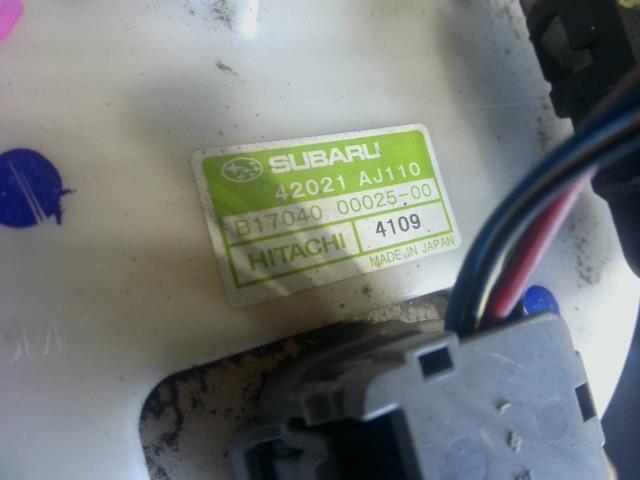 SUBARU
42021 AJ110
B17040 00025-00
HITACHI 4109
MADE IN JAPAN